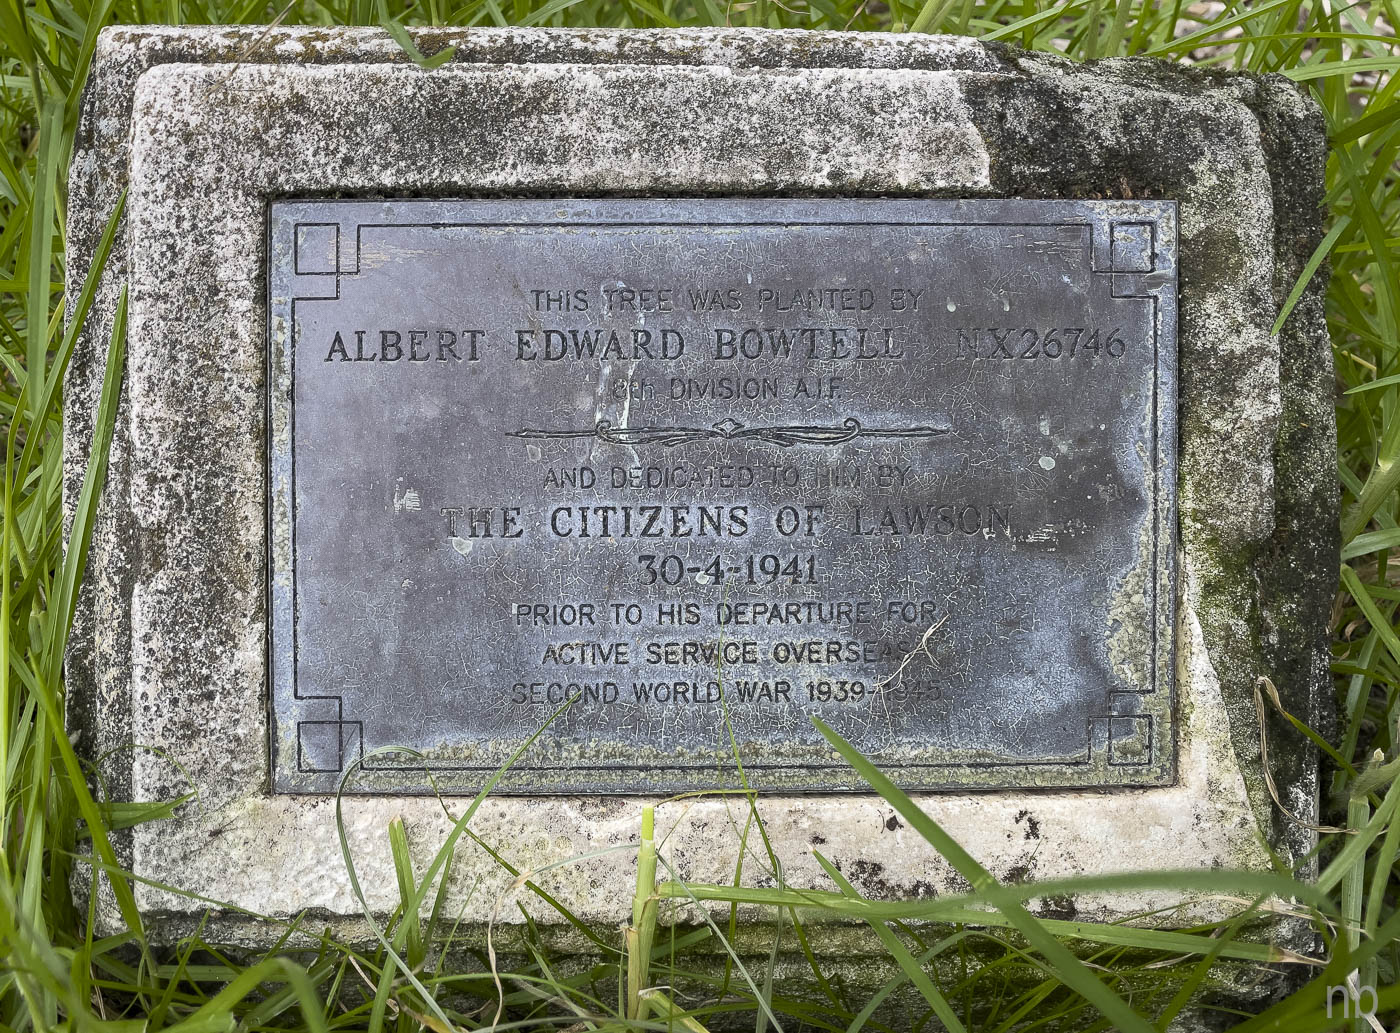 THIS TREE WAS PLANTED BY
ALBERT EDWARD BOWTELL NX26746
8th DIVISION A.I.F.
AND DEDICATED TO HIM BY
THE CITIZENS OF LAWSON
30-4-1941
PRIOR TO HIS DEPARTURE FOR
ACTIVE SERVICE OVERSEAS
SECOND WORLD WAR 1939-1945
nb